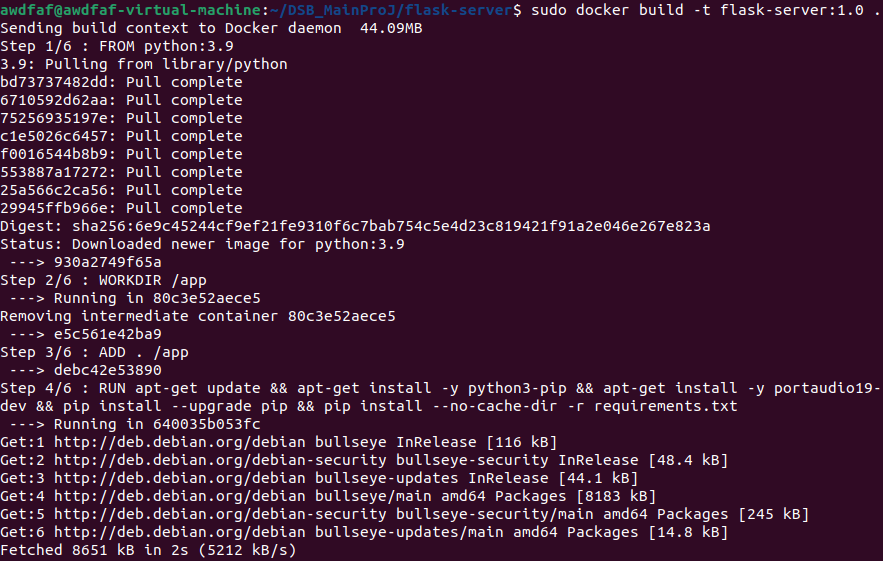 awdfaf@awdfaf-virtual-machine:~/DSB_MainProJ/flask-server$ sudo docker build -t flask-server:1.0 .
Sending build context to Docker daemon  44.09MB
Step 1/6 : FROM python:3.9
3.9: Pulling from library/python
bd73737482dd: Pull complete
6710592d62aa: Pull complete
75256935197e: Pull complete
c1e5026c6457: Pull complete
f0016544b8b9: Pull complete
553887a17272: Pull complete
25a566c2ca56: Pull complete
29945ffb966e: Pull complete
Digest: sha256:6e9c45244cf9ef21fe9310f6c7bab754c5e4d23c819421f91a2e046e267e823a
Status: Downloaded newer image for python:3.9
 ---> 930a2749f65a
Step 2/6 : WORKDIR /app
 ---> Running in 80c3e52aece5
Removing intermediate container 80c3e52aece5
 ---> e5c561e42ba9
Step 3/6 : ADD . /app
 ---> debc42e53890
Step 4/6 : RUN apt-get update && apt-get install -y python3-pip && apt-get install -y portaudio19-
dev && pip install --upgrade pip && pip install --no-cache-dir -r requirements.txt
 ---> Running in 640035b053fc
Get:1 http://deb.debian.org/debian bullseye InRelease [116 kB]
Get:2 http://deb.debian.org/debian-security bullseye-security InRelease [48.4 kB]
Get:3 http://deb.debian.org/debian bullseye-updates InRelease [44.1 kB]
Get:4 http://deb.debian.org/debian bullseye/main amd64 Packages [8183 kB]
Get:5 http://deb.debian.org/debian-security bullseye-security/main amd64 Packages [245 kB]
Get:6 http://deb.debian.org/debian bullseye-updates/main amd64 Packages [14.8 kB]
Fetched 8651 kB in 2s (5212 kB/s)